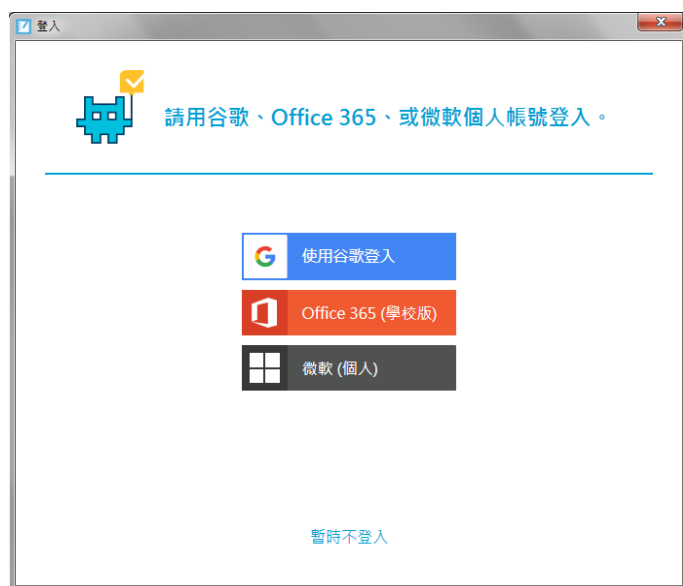 登入
請用谷歌、Office 365、或微軟個人帳號登入。
使用谷歌登入
Office 365 (學校版)
微軟 (個人)
暫時不登入